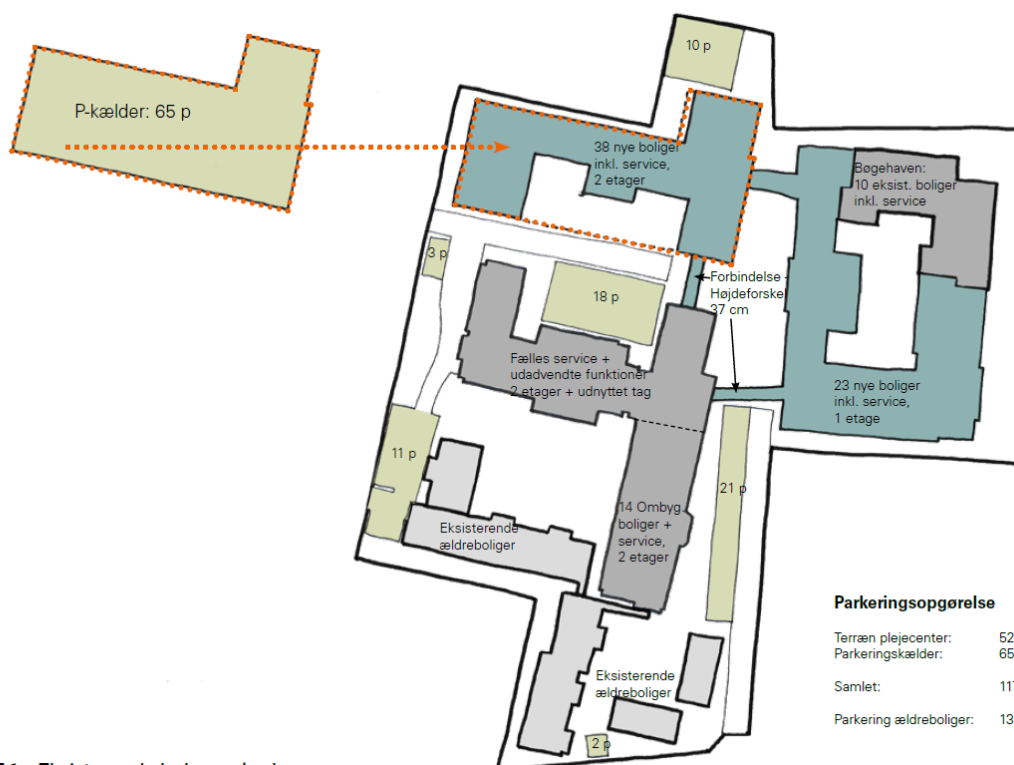 P-kælder: 65 p
10 p
38 nye boliger
inkl. service,
2 etager
Bøgehaven:
10 eksist. boliger
inkl. service
3 p
18 p
Forbindelse -
Højdeforskel
37 cm
Fælles service +
udadvendte funktioner
2 etager + udnyttet tag
23 nye boliger
inkl. service,
1 etage
11 p
21 p
14 Ombyg.
boliger +
service,
2 etager
Eksisterende
ældreboliger
Eksisterende
ældreboliger
2 p
Parkeringsopgørelse
Terræn plejecenter: 52
Parkeringskælder: 65
Samlet: 117
Parkering ældreboliger: 13